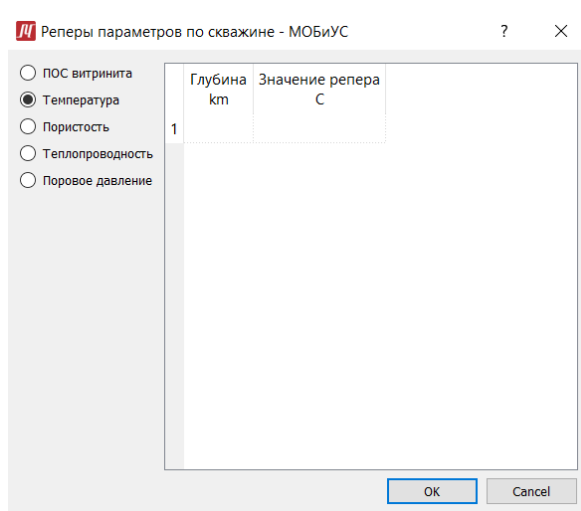 Реперы параметров по скважине - МОБиУС ? ×
ПОС витринита
Температура
Пористость
Теплопроводность
Поровое давление
Глубина Значение репера
km C
1
OK Cancel